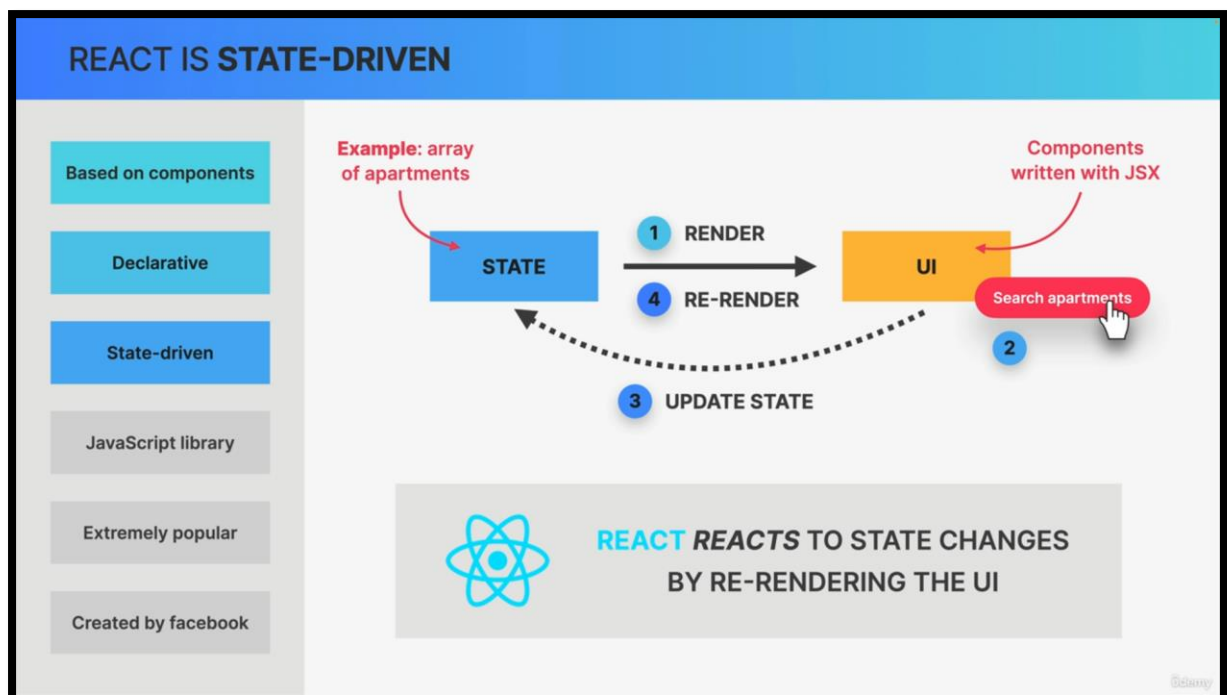 REACT IS STATE-DRIVEN
Based on components
Declarative
State-driven
JavaScript library
Extremely popular
Created by facebook
Example: array
of apartments
Components
written with JSX
1 RENDER
STATE
UI
4 RE-RENDER
Search apartments
2
3 UPDATE STATE
REACT REACTS TO STATE CHANGES
BY RE-RENDERING THE UI
ûdemy